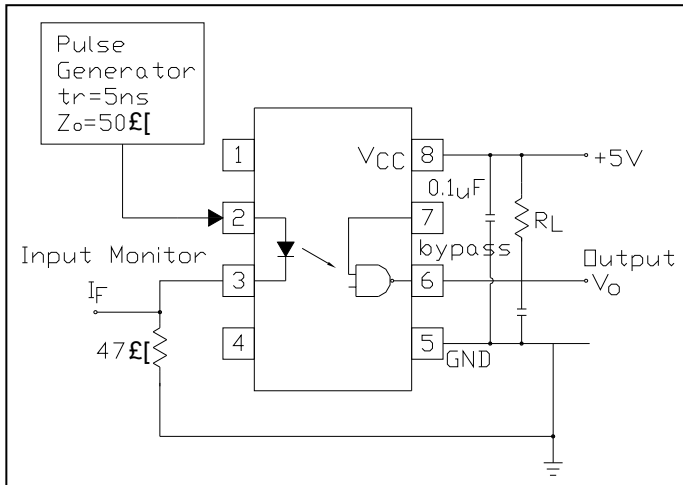 Pulse
Generator
tr=5ns
Zo=50£[
1
VCC
8
+5V
0.1uF
2
7
RL
Input Monitor
bypass
Output
3
6
Vo
IF
4
5
47£[
GND